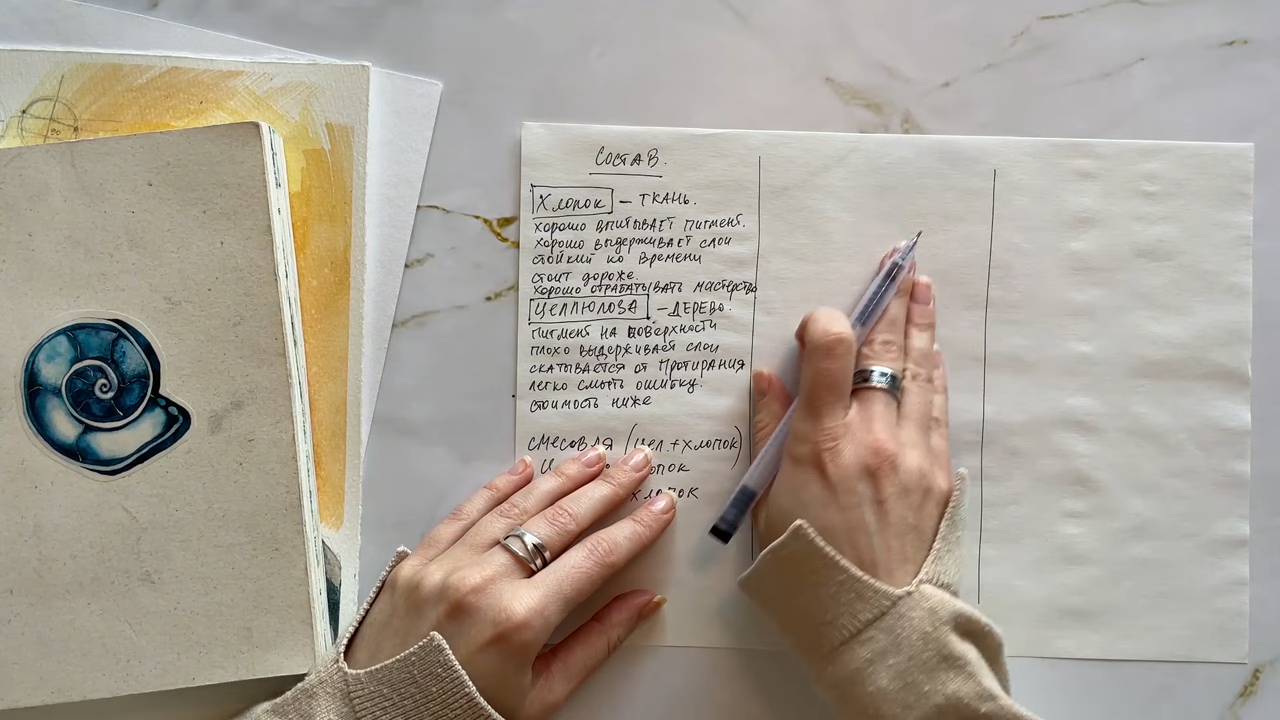 СОСТАВ.
ХЛОПОК — ТКАНЬ.
ХОРОШО ВПИТЫВАЕТ ПИГМЕНТ.
ХОРОШО ВЫДЕРЖИВАЕТ СЛОИ
СТОЙКИЙ КО ВРЕМЕНИ
СТОИТ ДОРОЖЕ.
ХОРОШО ОТРАБАТЫВАТЬ МАСТЕРСТВО
ЦЕЛЛЮЛОЗА — ДЕРЕВО.
ПИГМЕНТ НА ПОВЕРХНОСТИ
ПЛОХО ВЫДЕРЖИВАЕТ СЛОИ
СКАТЫВАЕТСЯ ОТ ПРОТИРАНИЯ
ЛЕГКО СМЫТЬ ОШИБКУ.
СТОИМОСТЬ НИЖЕ
СМЕСОВАЯ (ЦЕЛ.+ХЛОПОК)
ХЛОПОК